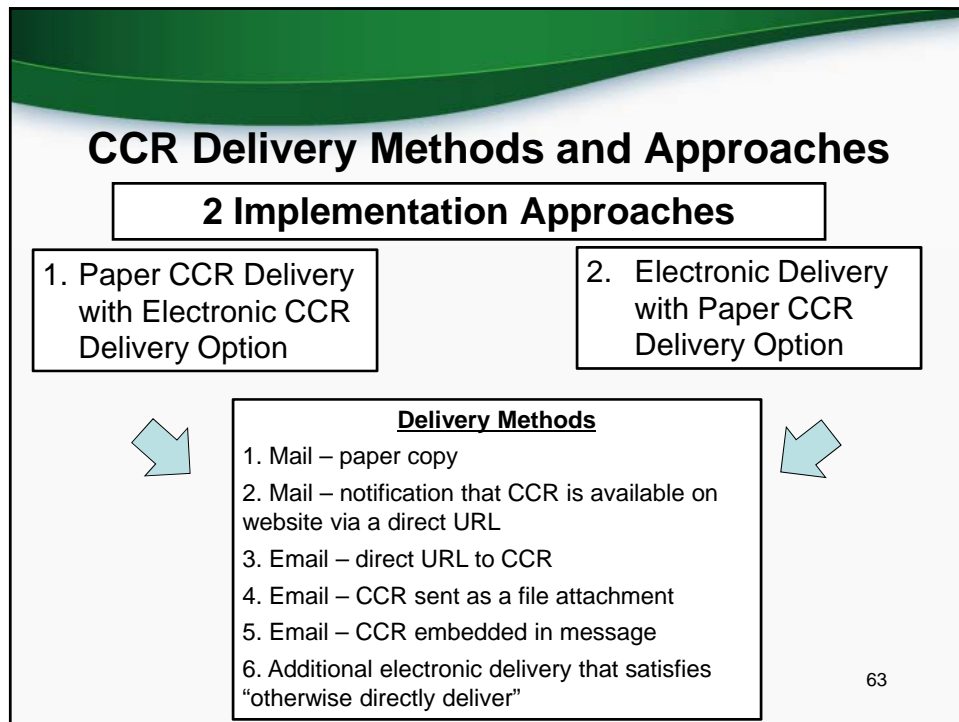 CCR Delivery Methods and Approaches
2 Implementation Approaches
1. Paper CCR Delivery
with Electronic CCR
Delivery Option
2. Electronic Delivery
with Paper CCR
Delivery Option
Delivery Methods
1. Mail – paper copy
2. Mail – notification that CCR is available on
website via a direct URL
3. Email – direct URL to CCR
4. Email – CCR sent as a file attachment
5. Email – CCR embedded in message
6. Additional electronic delivery that satisfies
“otherwise directly deliver”
63